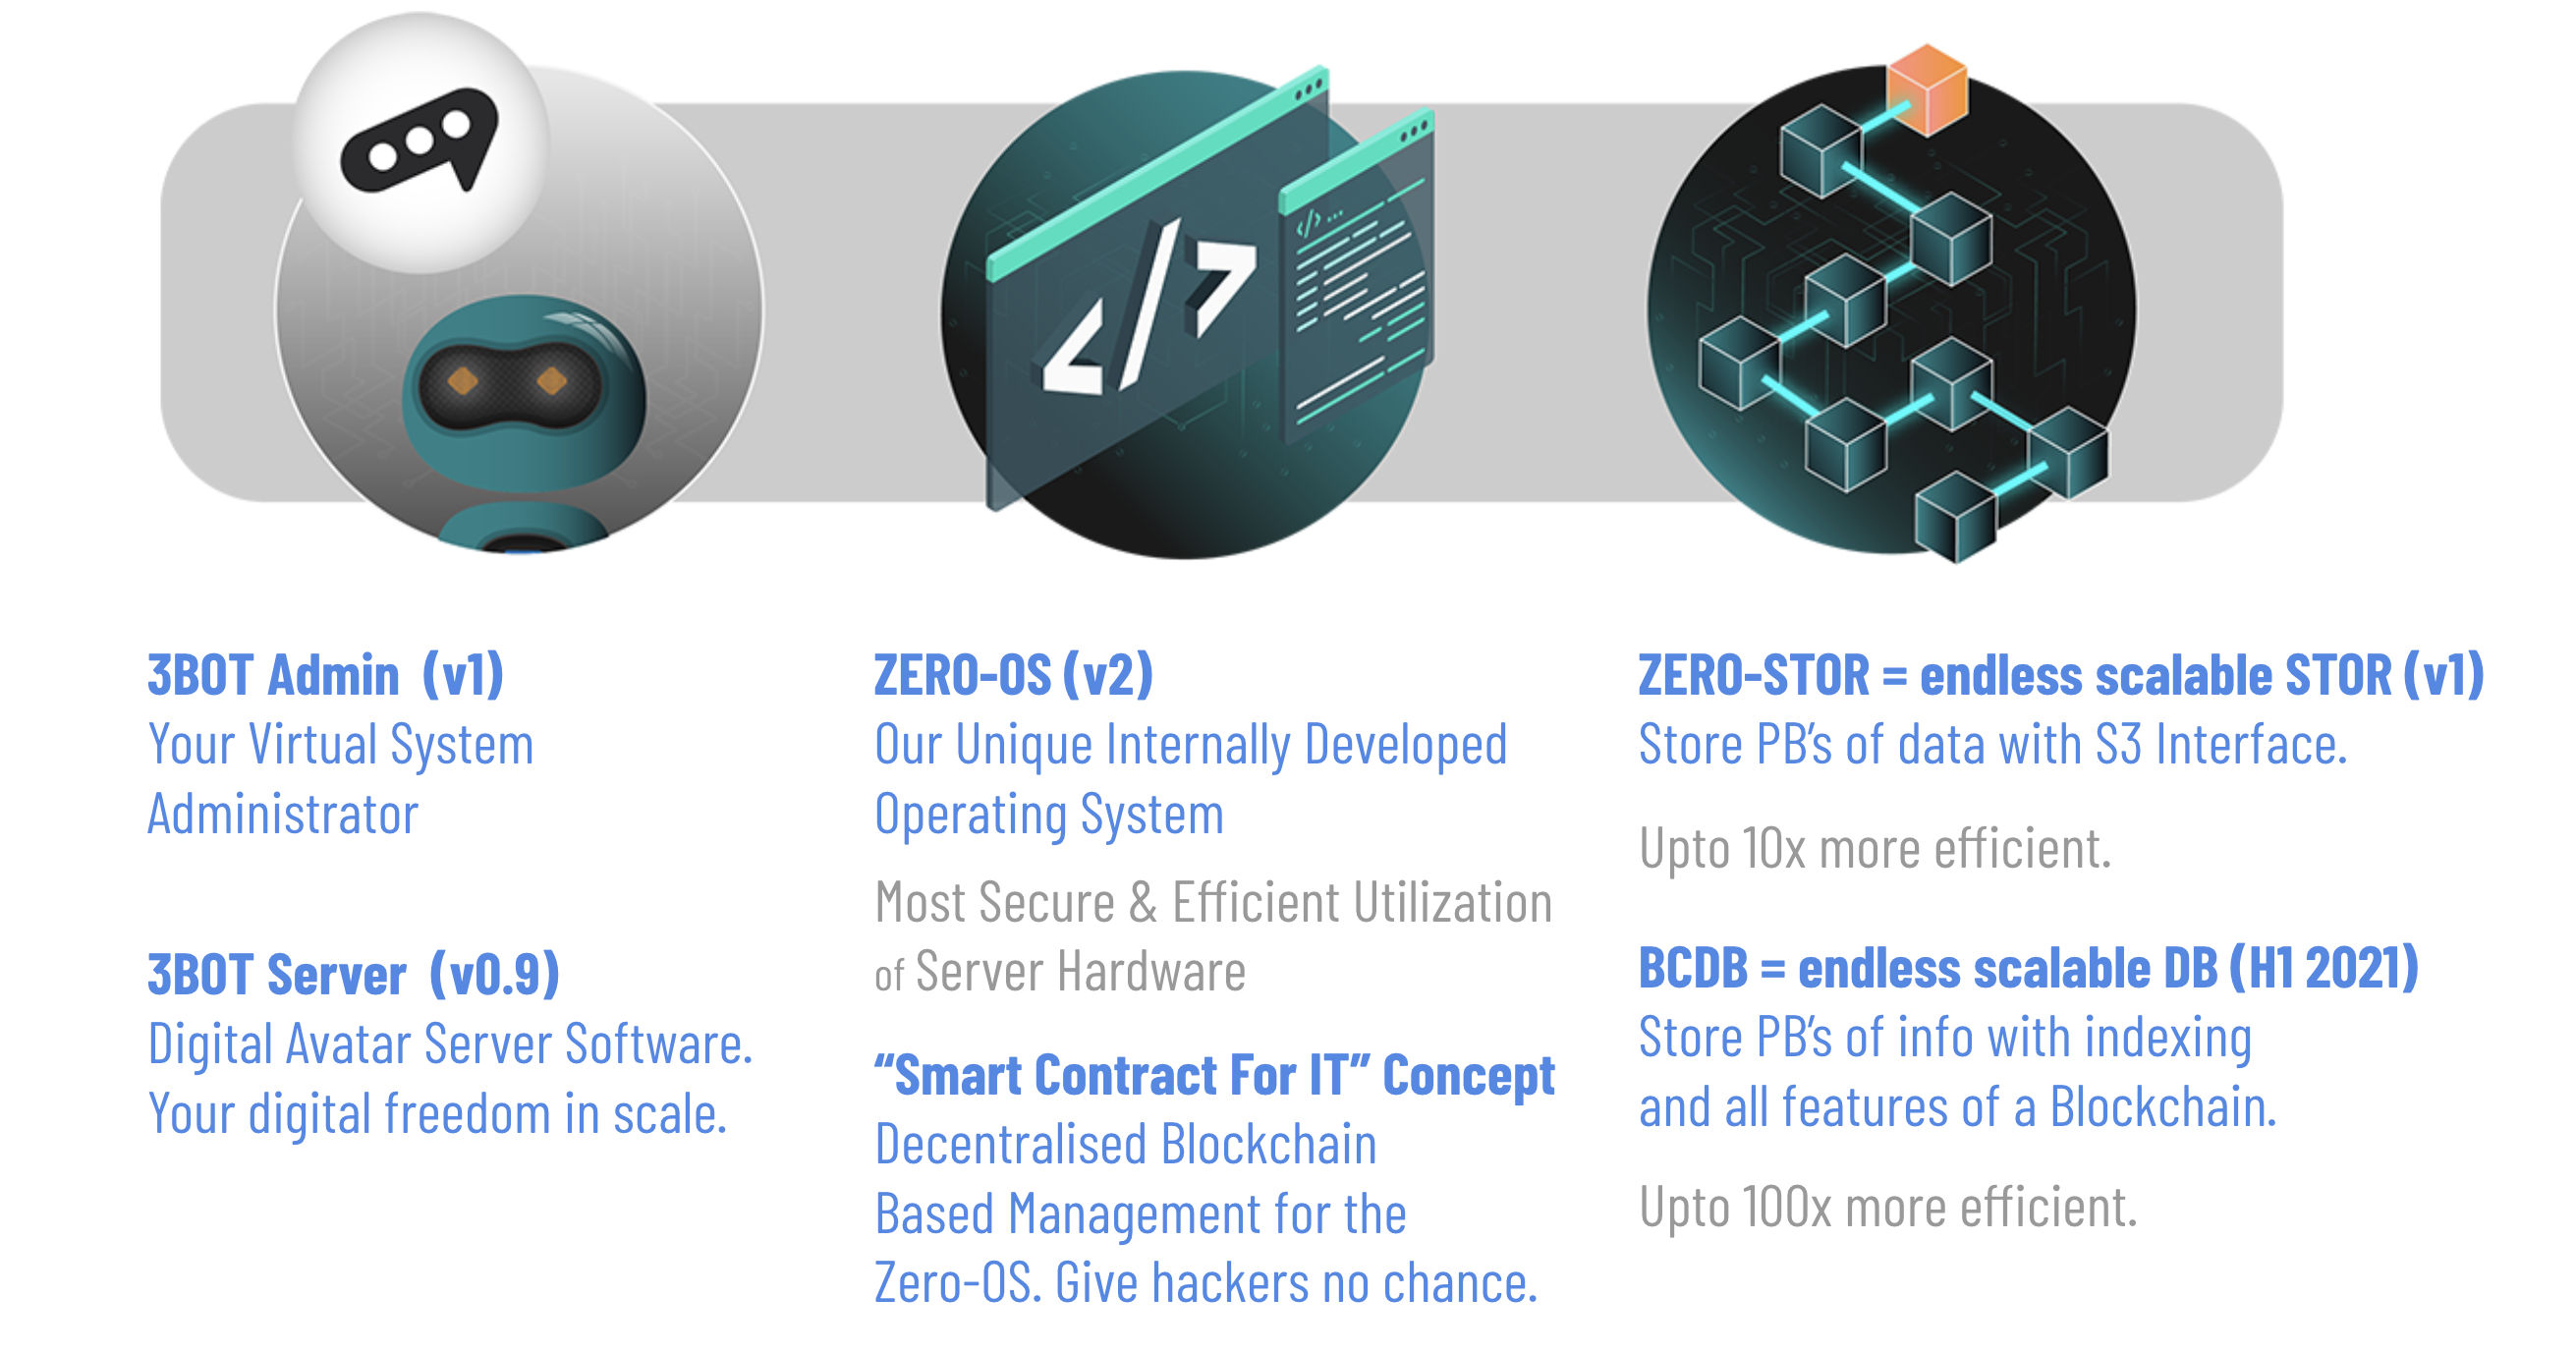 3BOT Admin (v1)
Your Virtual System
Administrator
3BOT Server (v0.9)
Digital Avatar Server Software.
Your digital freedom in scale.
ZERO-OS (v2)
Our Unique Internally Developed
Operating System
Most Secure & Efficient Utilization
of Server Hardware
“Smart Contract For IT” Concept
Decentralised Blockchain
Based Management for the
Zero-OS. Give hackers no chance.
ZERO-STOR = endless scalable STOR (v1)
Store PB’s of data with S3 Interface.
Upto 10x more efficient.
BCDB = endless scalable DB (H1 2021)
Store PB’s of info with indexing
and all features of a Blockchain.
Upto 100x more efficient.